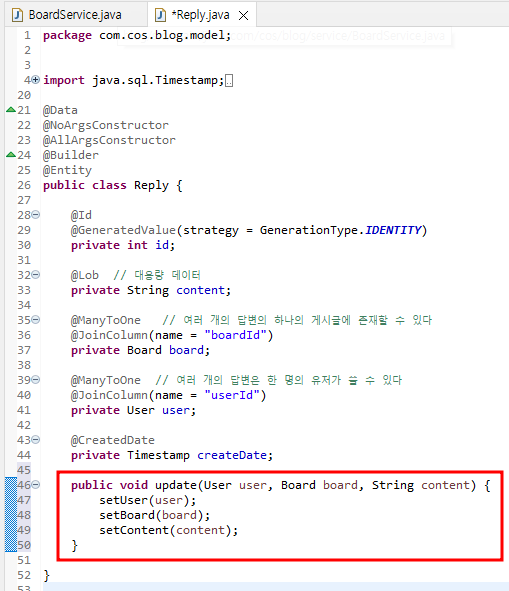 BoardService.java
*Reply.java
1 package com.cos.blog.model;
2
3
4 import java.sql.Timestamp;
20
21 @Data
22 @NoArgsConstructor
23 @AllArgsConstructor
24 @Builder
25 @Entity
26 public class Reply {
27
28 @Id
29 @GeneratedValue(strategy = GenerationType.IDENTITY)
30 private int id;
31
32 @Lob // 대용량 데이터
33 private String content;
34
35 @ManyToOne // 여러 개의 답변의 하나의 게시글에 존재할 수 있다
36 @JoinColumn(name = "boardId")
37 private Board board;
38
39 @ManyToOne // 여러 개의 답변은 한 명의 유저가 쓸 수 있다
40 @JoinColumn(name = "userId")
41 private User user;
42
43 @CreatedDate
44 private Timestamp createDate;
45
46 public void update(User user, Board board, String content) {
47 setUser(user);
48 setBoard(board);
49 setContent(content);
50 }
51
52 }
53